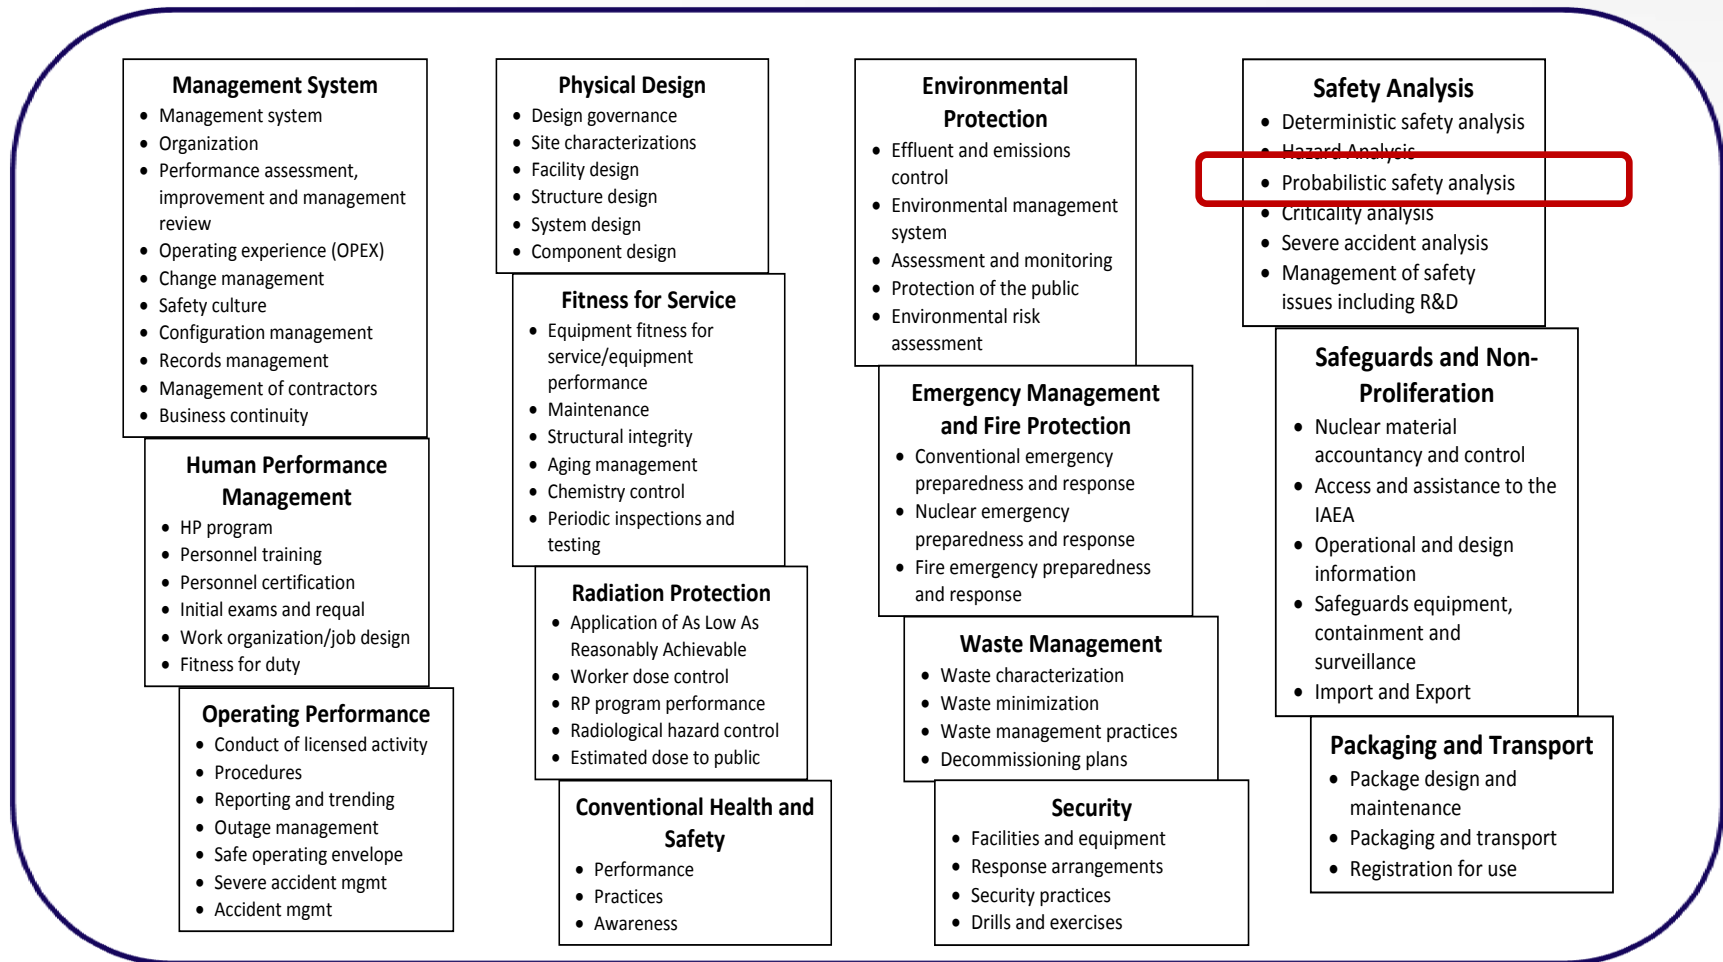 Management System
• Management system
• Organization
• Performance assessment,
improvement and management
review
• Operating experience (OPEX)
• Change management
• Safety culture
• Configuration management
• Records management
• Management of contractors
• Business continuity
Human Performance
Management
• HP program
• Personnel training
• Personnel certification
• Initial exams and requal
• Work organization/job design
• Fitness for duty
Operating Performance
• Conduct of licensed activity
• Procedures
• Reporting and trending
• Outage management
• Safe operating envelope
• Severe accident mgmt
• Accident mgmt
Physical Design
• Design governance
• Site characterizations
• Facility design
• Structure design
• System design
• Component design
Fitness for Service
• Equipment fitness for
service/equipment
performance
• Maintenance
• Structural integrity
• Aging management
• Chemistry control
• Periodic inspections and
testing
Radiation Protection
• Application of As Low As
Reasonably Achievable
• Worker dose control
• RP program performance
• Radiological hazard control
• Estimated dose to public
Conventional Health and
Safety
• Performance
• Practices
• Awareness
Environmental
Protection
• Effluent and emissions
control
• Environmental management
system
• Assessment and monitoring
• Protection of the public
• Environmental risk
assessment
Emergency Management
and Fire Protection
• Conventional emergency
preparedness and response
• Nuclear emergency
preparedness and response
• Fire emergency preparedness
and response
Waste Management
• Waste characterization
• Waste minimization
• Waste management practices
• Decommissioning plans
Security
• Facilities and equipment
• Response arrangements
• Security practices
• Drills and exercises
Safety Analysis
• Deterministic safety analysis
• Hazard Analysis
• Probabilistic safety analysis
• Criticality analysis
• Severe accident analysis
• Management of safety
issues including R&D
Safeguards and Non-
Proliferation
• Nuclear material
accountancy and control
• Access and assistance to the
IAEA
• Operational and design
information
• Safeguards equipment,
containment and
surveillance
• Import and Export
Packaging and Transport
• Package design and
maintenance
• Packaging and transport
• Registration for use